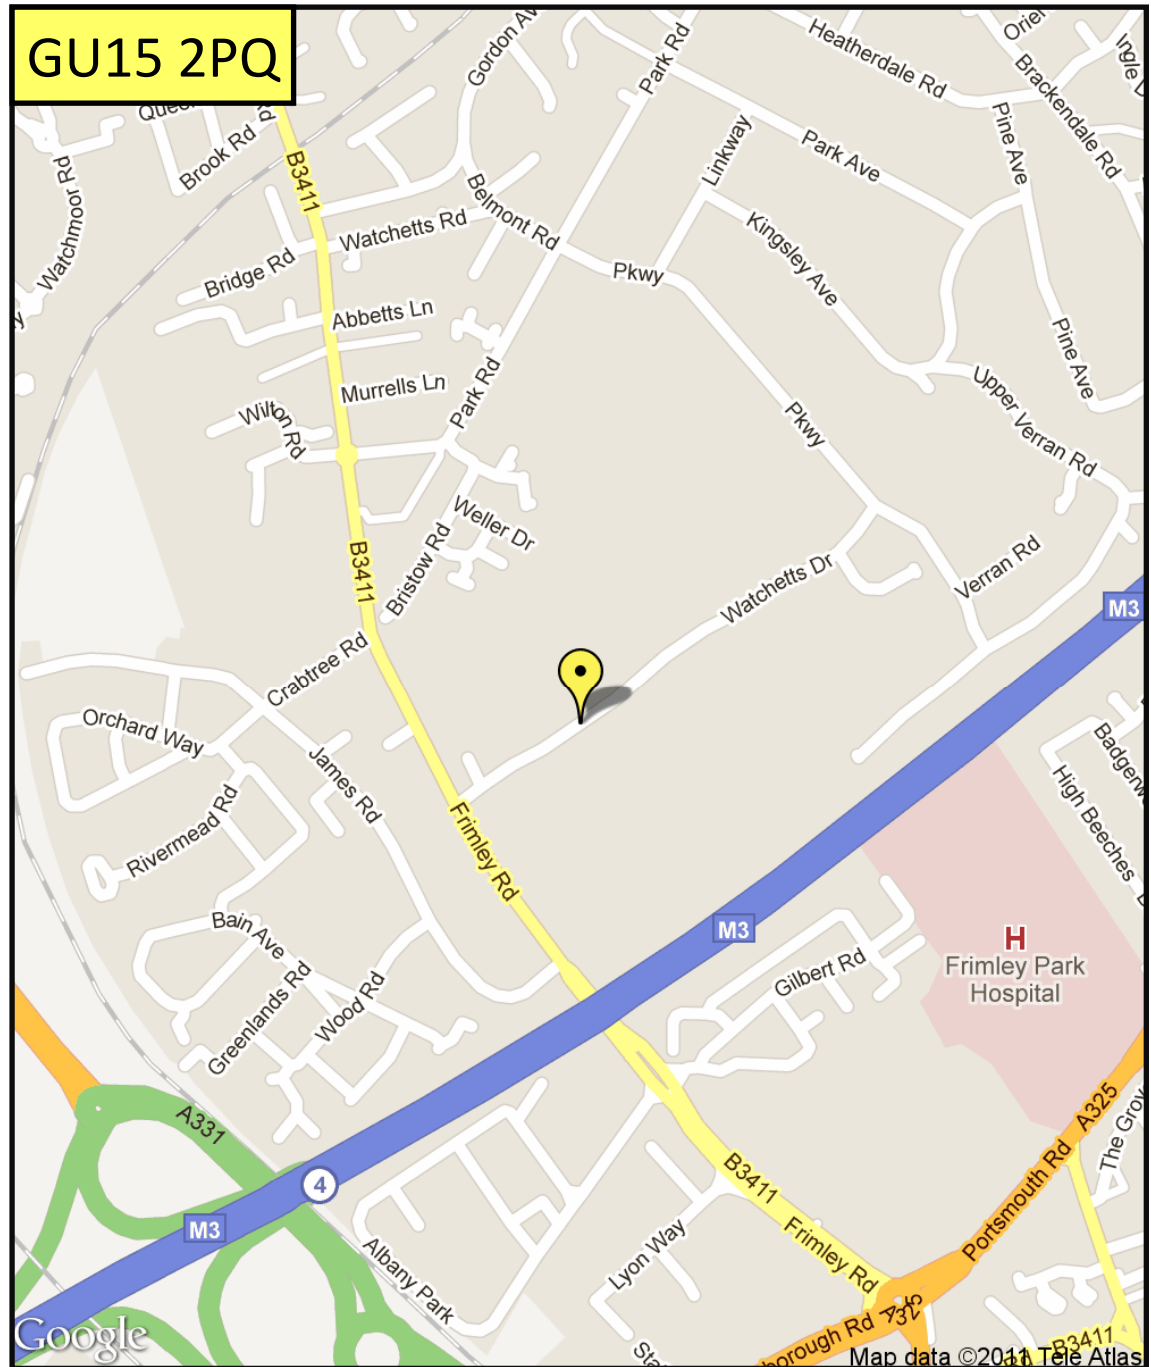 GU15 2PQ
Gordon Av
Park Rd
Heatherdale Rd
Brackendale Rd
Pine Ave
Park Ave
Linkway
Brook Rd
B3411
Watchmoor Rd
Belmont Rd
Watchetts Rd
Bridge Rd
Kingsley Ave
Pkwy
Abbetts Ln
Pine Ave
Murrells Ln
Park Rd
Wilton Rd
Pkwy
Upper Verran Rd
Weller Dr
B3411
Bristow Rd
Watchetts Dr
Verran Rd
M3
Crabtree Rd
Orchard Way
James Rd
High Beeches
Rivermead Rd
Frimley Rd
Bain Ave
M3
H
Frimley Park
Hospital
Gilbert Rd
Greenlands Rd
Wood Rd
A331
A325
The Grov
4
M3
B3411
Portsmouth Rd
Albany Park
Lyon Way
Frimley Rd
A325
borough Rd
B3411
Google
Map data ©2011 Tele Atlas